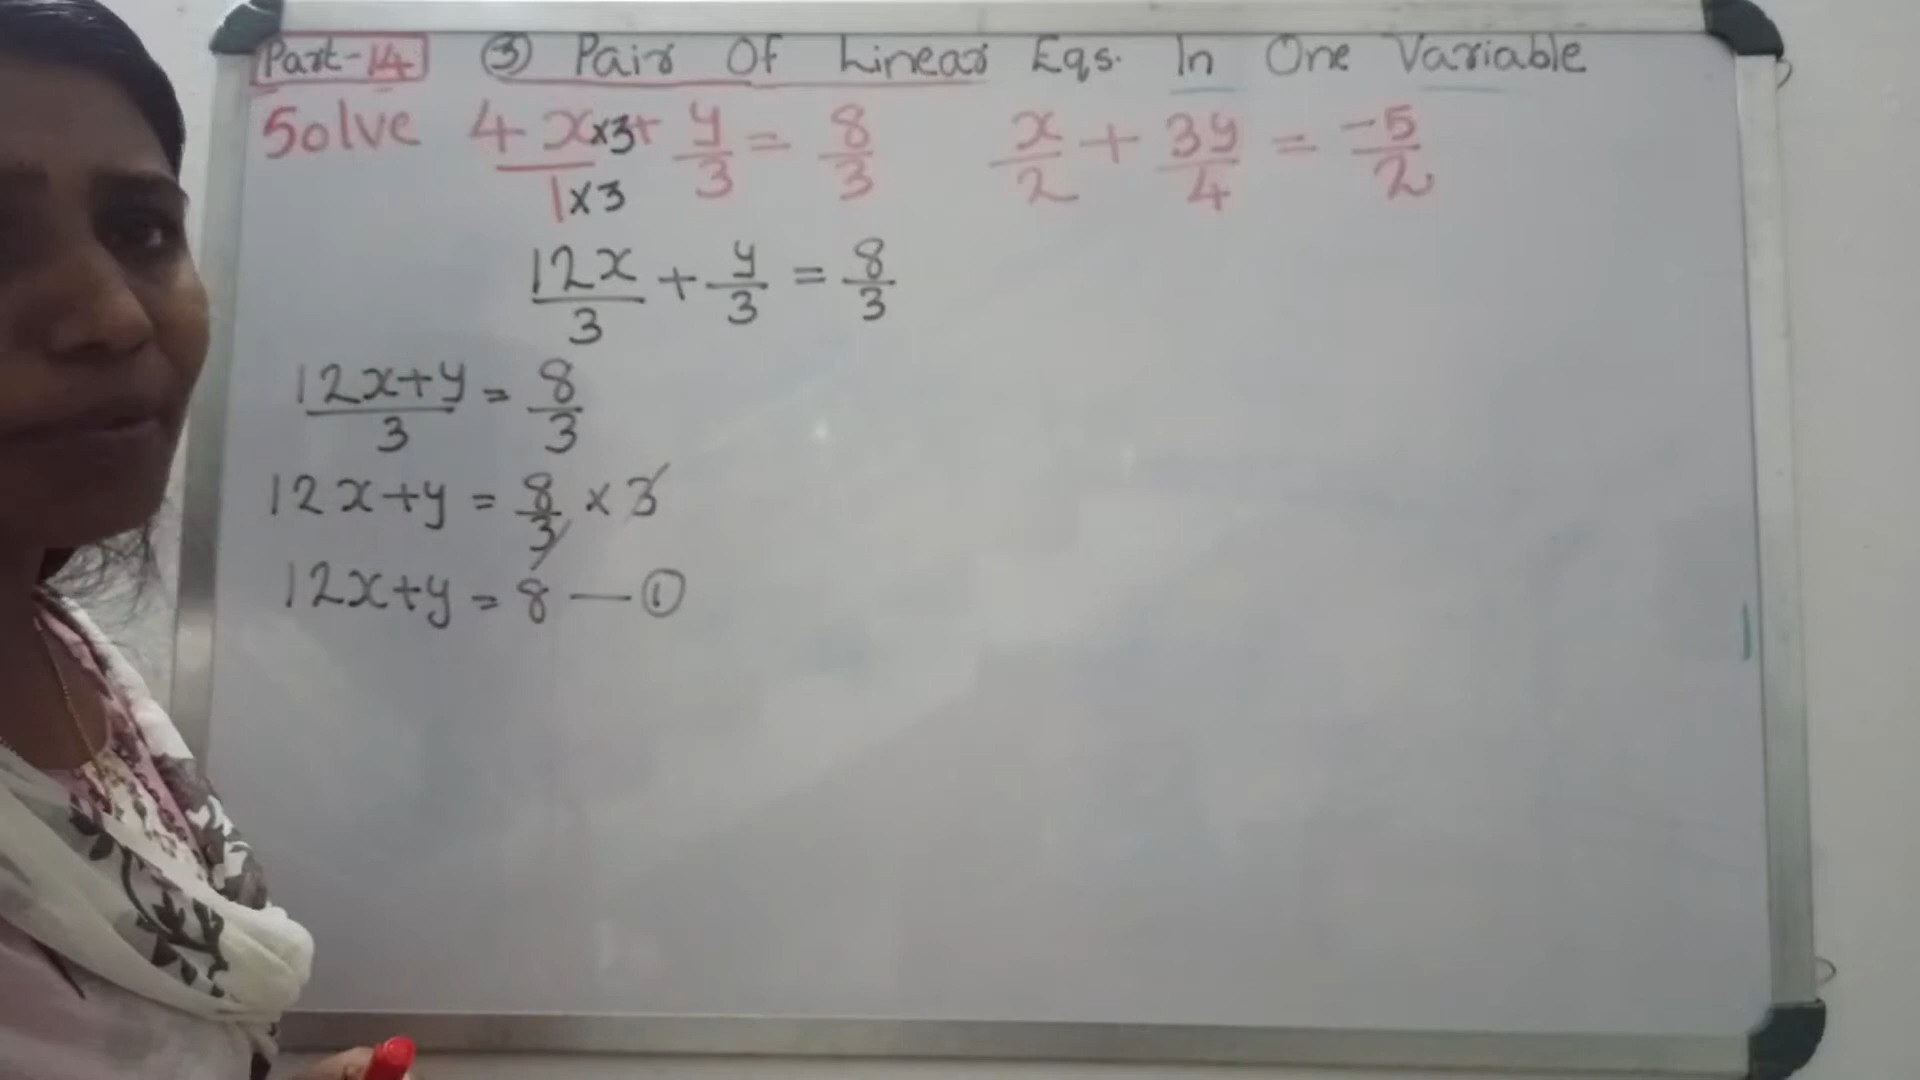 Part-14 ③ Pair Of Linear Eqs. In One Variable
Solve 4x×3/1×3 + y/3 = 8/3 x/2 + 3y/4 = -5/2
12x/3 + y/3 = 8/3
12x+y/3 = 8/3
12x+y = 8/3 × 3
12x+y = 8 — ①